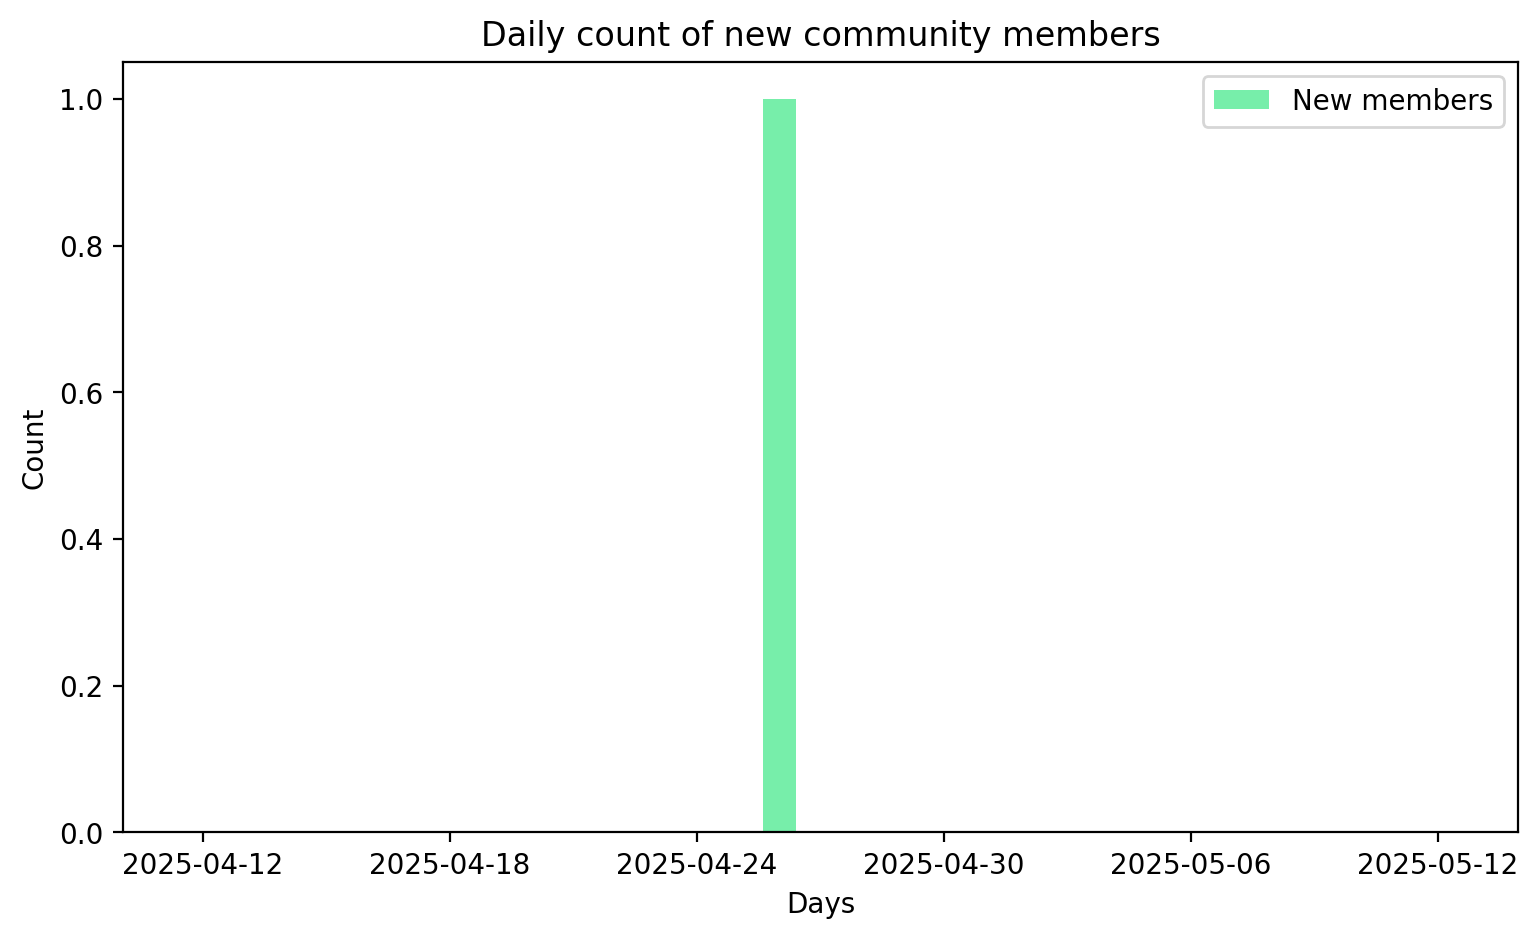 Daily count of new community members
New members
1.0
0.8
0.6
0.4
0.2
0.0
Count
2025-04-12 2025-04-18 2025-04-24 2025-04-30 2025-05-06 2025-05-12
Days